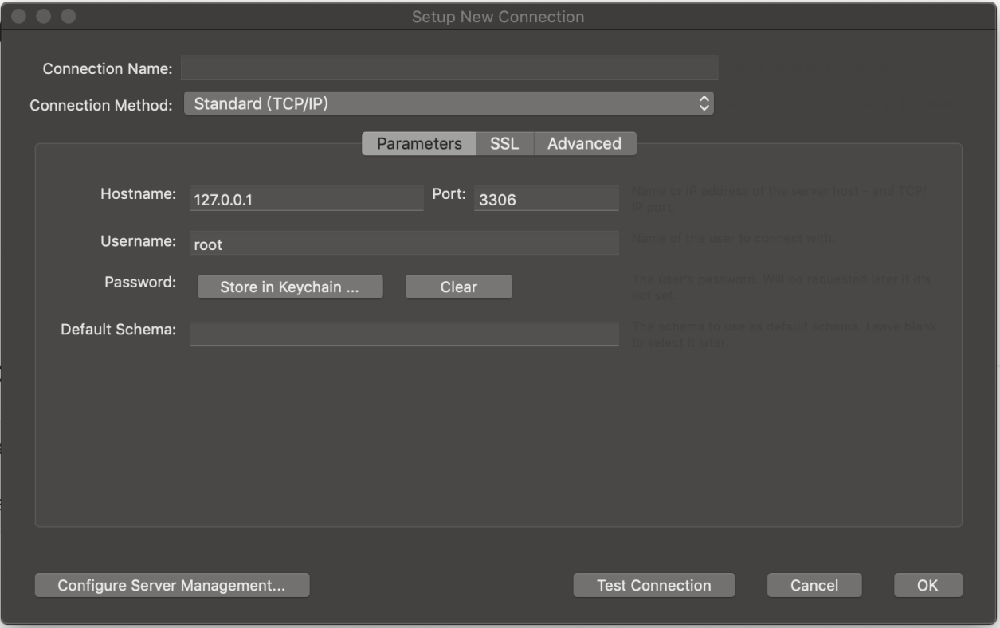 Setup New Connection
Connection Name:
Connection Method: Standard (TCP/IP)
Parameters SSL Advanced
Hostname: 127.0.0.1 Port: 3306 Name or IP address of the server host - and TCP/
IP port.
Username: root Name of the user to connect with.
Password: Store in Keychain ... Clear The user's password. Will be requested later if it's
not set.
Default Schema: The schema to use as default schema. Leave blank
to select it later.
Configure Server Management... Test Connection Cancel OK